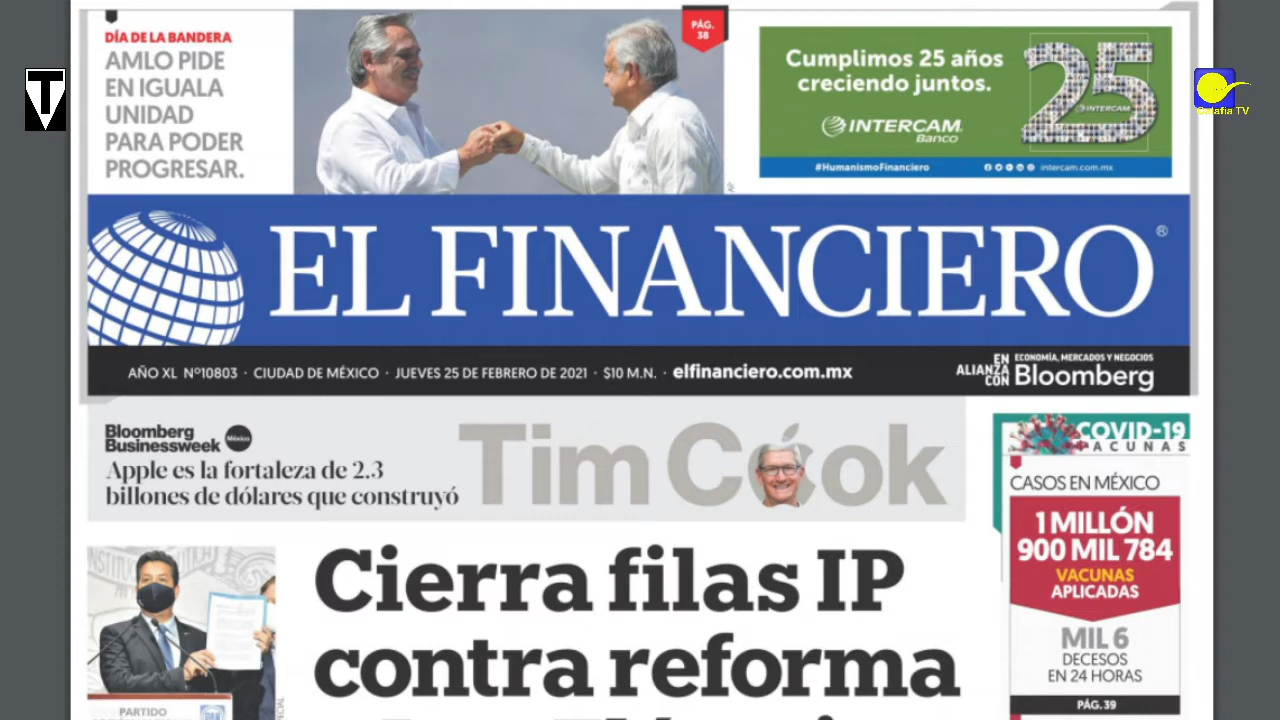 DÍA DE LA BANDERA
AMLO PIDE
EN IGUALA
UNIDAD
PARA PODER
PROGRESAR.
PÁG.
38
Cumplimos 25 años
creciendo juntos.
INTERCAM
Banco
25
INTERCAM
#HumanismoFinanciero
intercam.com.mx
AP
T
Calafia TV
EL FINANCIERO®
AÑO XL Nº10803 · CIUDAD DE MÉXICO · JUEVES 25 DE FEBRERO DE 2021 · $10 M.N. · elfinanciero.com.mx
EN
ALIANZA
CON
ECONOMÍA, MERCADOS Y NEGOCIOS
Bloomberg
Bloomberg
Businessweek
México
Apple es la fortaleza de 2.3
billones de dólares que construyó
Tim Cook
COVID-19
VACUNAS
CASOS EN MÉXICO
1 MILLÓN
900 MIL 784
VACUNAS
APLICADAS
MIL 6
DECESOS
EN 24 HORAS
PÁG. 39
Cierra filas IP
contra reforma
PARTIDO
PAN